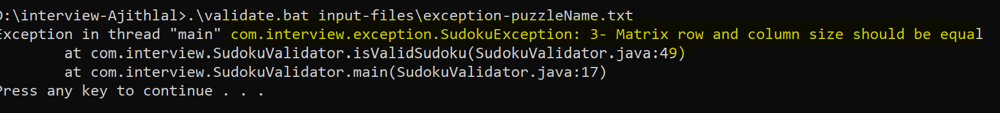 D:\interview-Ajithlal>.\validate.bat input-files\exception-puzzleName.txt
Exception in thread "main" com.interview.exception.SudokuException: 3- Matrix row and column size should be equal
at com.interview.SudokuValidator.isValidSudoku(SudokuValidator.java:49)
at com.interview.SudokuValidator.main(SudokuValidator.java:17)
Press any key to continue . . .